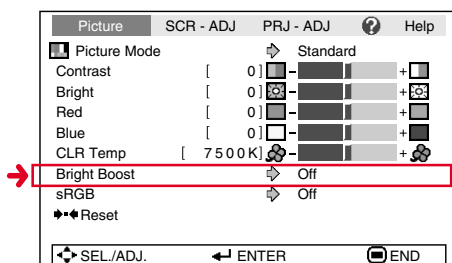 Picture SCR - ADJ PRJ - ADJ ? Help
Picture Mode Standard
Contrast [ 0] - +
Bright [ 0] - +
Red [ 0] - +
Blue [ 0] - +
CLR Temp [ 7500K] - +
Bright Boost Off
sRGB Off
Reset
SEL./ADJ. ENTER END